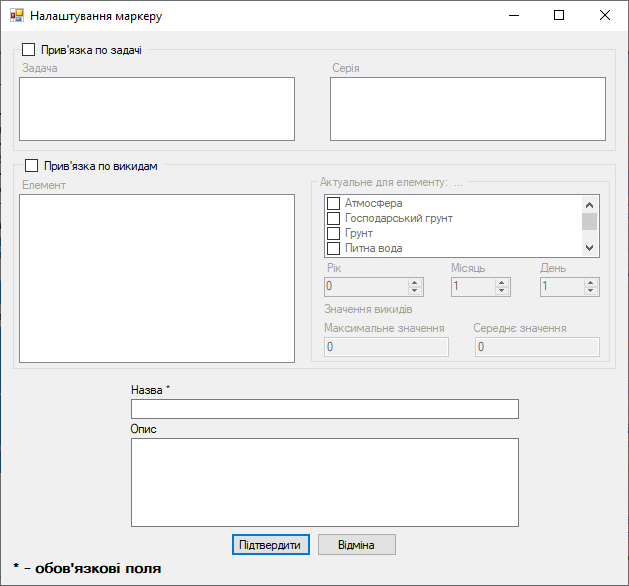 Налаштування маркеру
Прив'язка по задачі
Задача
Серія
Прив'язка по викидам
Елемент
Актуальне для елементу: ...
Атмосфера
Господарський грунт
Грунт
Питна вода
Рік
Місяць
День
0
1
1
Значення викидів
Максимальне значення
Середнє значення
0
0
Назва *
Опис
Підтвердити
Відміна
* - обов'язкові поля